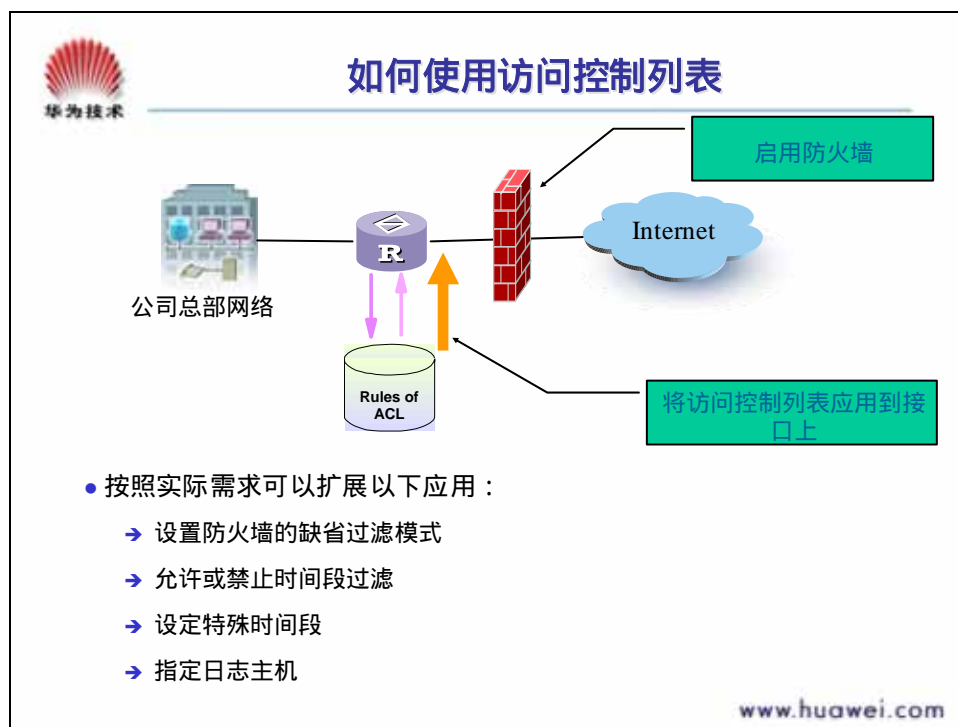 华为技术
如何使用访问控制列表
启用防火墙
Internet
R
公司总部网络
Rules of
ACL
将访问控制列表应用到接
口上
按照实际需求可以扩展以下应用：
设置防火墙的缺省过滤模式
允许或禁止时间段过滤
设定特殊时间段
指定日志主机
www.huawei.com